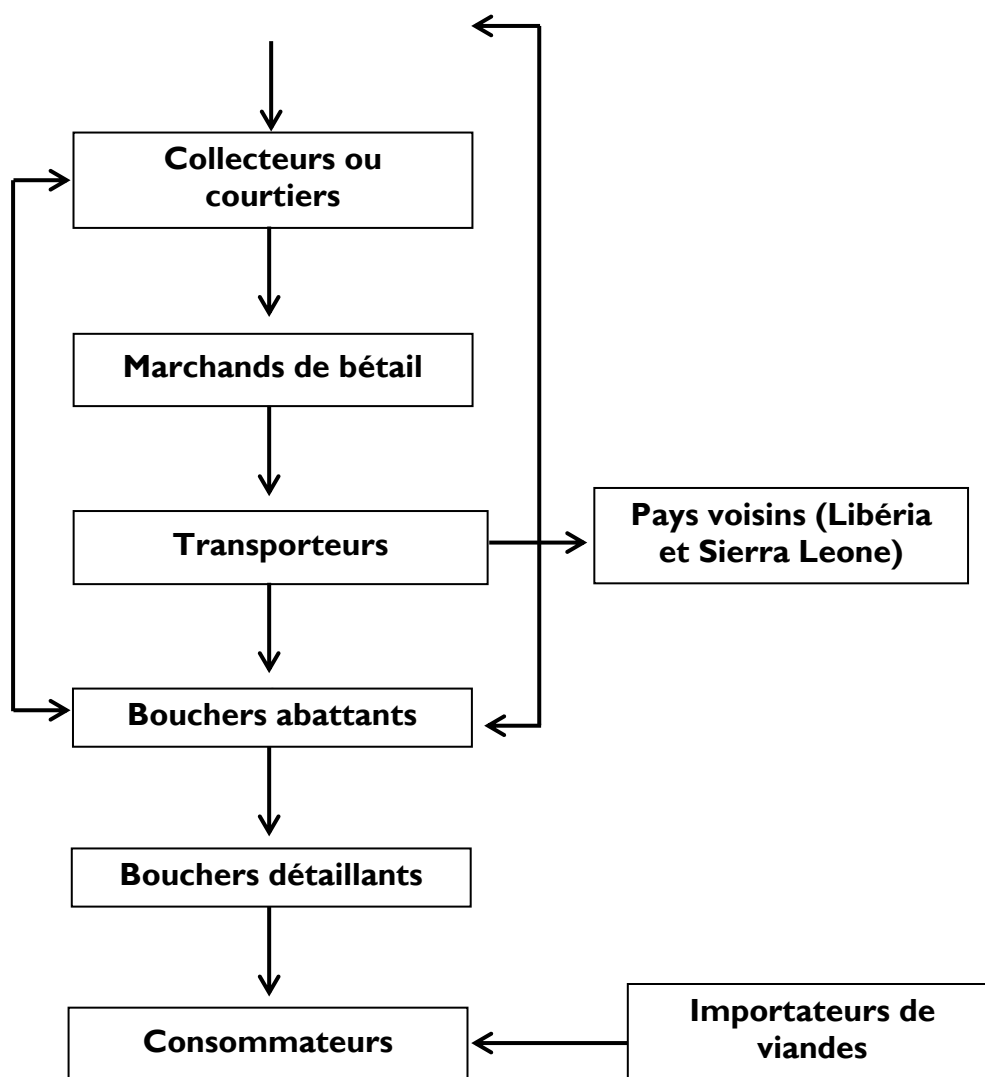 Collecteurs ou
courtiers
Marchands de bétail
Transporteurs
Pays voisins (Libéria
et Sierra Leone)
Bouchers abattants
Bouchers détaillants
Consommateurs
Importateurs de
viandes